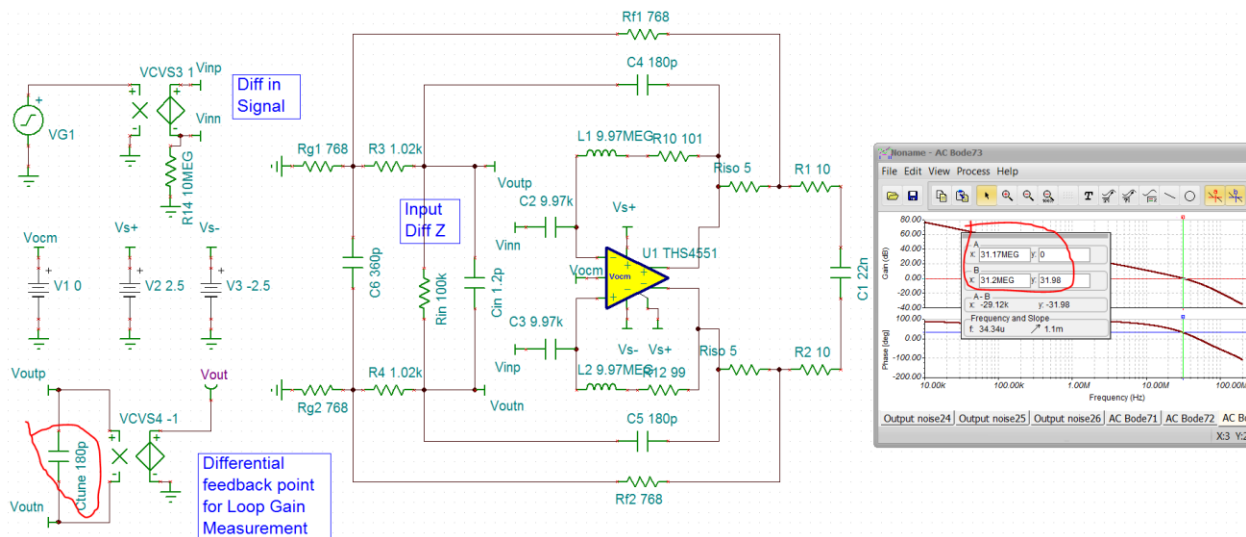 Rf1 768
C4 180p
VCVS3 1
Vinp
Vinn
Diff in
Signal
VG1
R14 10MEG
L1 9.97MEG
R10 101
Riso 5
R1 10
Rg1 768
R3 1.02k
Voutp
C2 9.97k
Vinn
Vs+
Input
Diff Z
U1 THS4551
Vocm
Vocm
Vocm
Vs+
Vs-
V1 0
V2 2.5
V3 -2.5
C6 360p
Rin 100k
Cin 1.2p
C1 22n
C3 9.97k
Vinp
Vs-
Vs+
Riso 5
R2 10
L2 9.97MEG
R12 99
Rg2 768
R4 1.02k
Voutn
C5 180p
Rf2 768
Voutp
Vout
VCVS4 -1
Ctune 180p
Voutn
Differential
feedback point
for Loop Gain
Measurement
Noname - AC Bode73
File Edit View Process Help
T
a
b
80.00
60.00
40.00
20.00
0.00
-20.00
-40.00
Gain (dB)
A
x: 31.17MEG y: 0
B
x: 31.2MEG y: 31.98
A - B
x: -29.12k y: -31.98
Frequency and Slope
f: 34.34u 1.1m
100.00
0.00
-100.00
-200.00
Phase [deg]
10.00k 100.00k 1.00M 10.00M 100.00M
Frequency (Hz)
Output noise24 Output noise25 Output noise26 AC Bode71 AC Bode72 AC Bo
X:3 Y:2